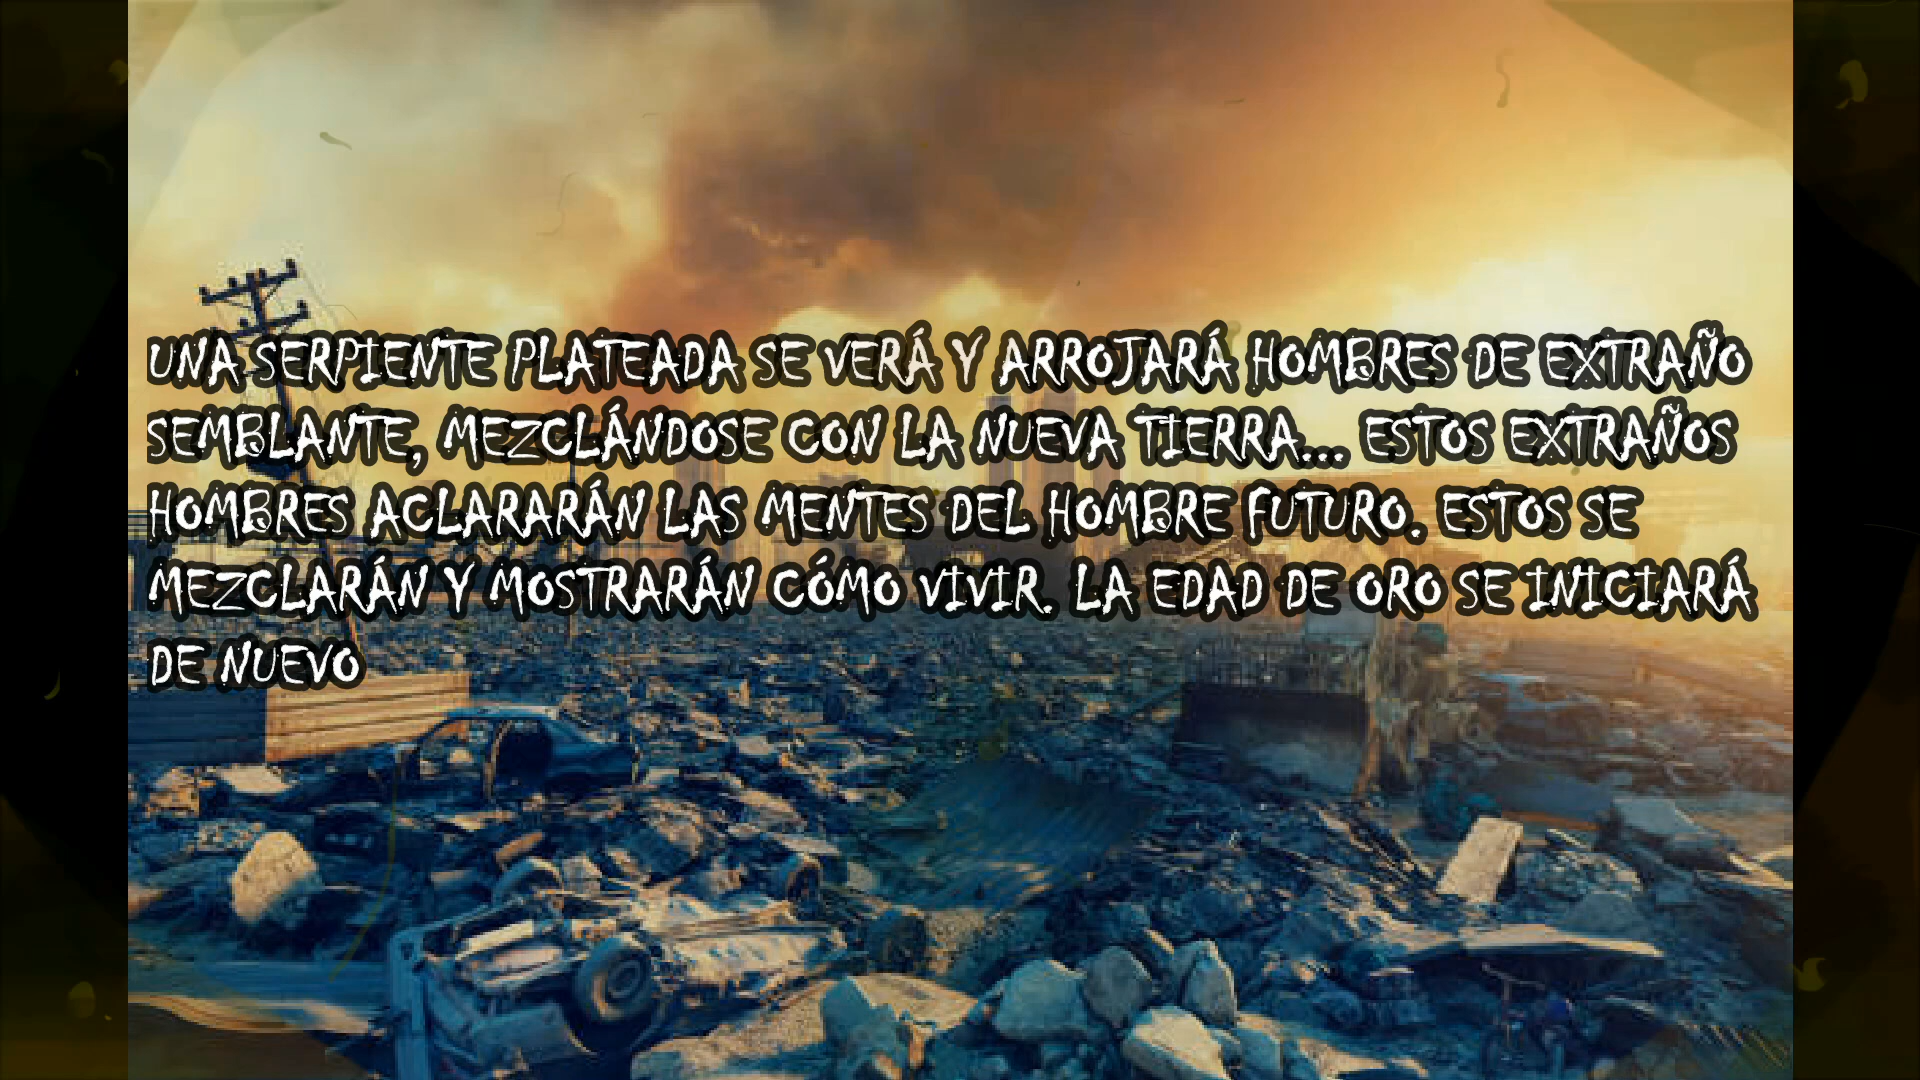 UNA SERPIENTE PLATEADA SE VERÁ Y ARROJARÁ HOMBRES DE EXTRAÑO
SEMBLANTE, MEZCLÁNDOSE CON LA NUEVA TIERRA... ESTOS EXTRAÑOS
HOMBRES ACLARARÁN LAS MENTES DEL HOMBRE FUTURO. ESTOS SE
MEZCLARÁN Y MOSTRARÁN CÓMO VIVIR. LA EDAD DE ORO SE INICIARÁ
DE NUEVO